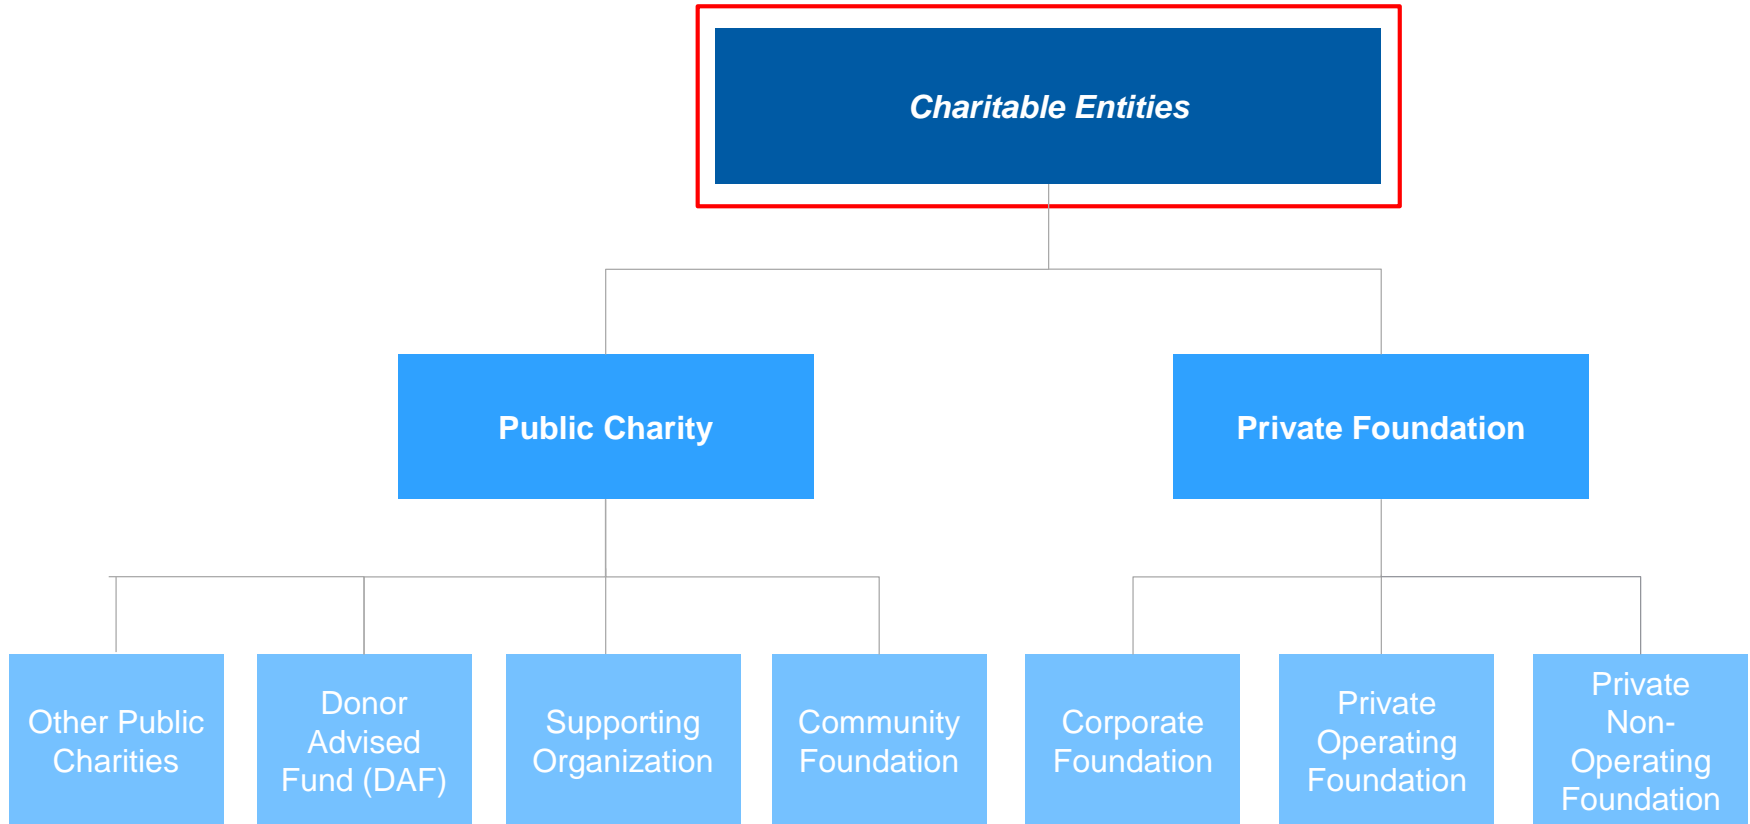 Charitable Entities
Public Charity
Private Foundation
Other Public
Charities
Donor
Advised
Fund (DAF)
Supporting
Organization
Community
Foundation
Corporate
Foundation
Private
Operating
Foundation
Private
Non-
Operating
Foundation